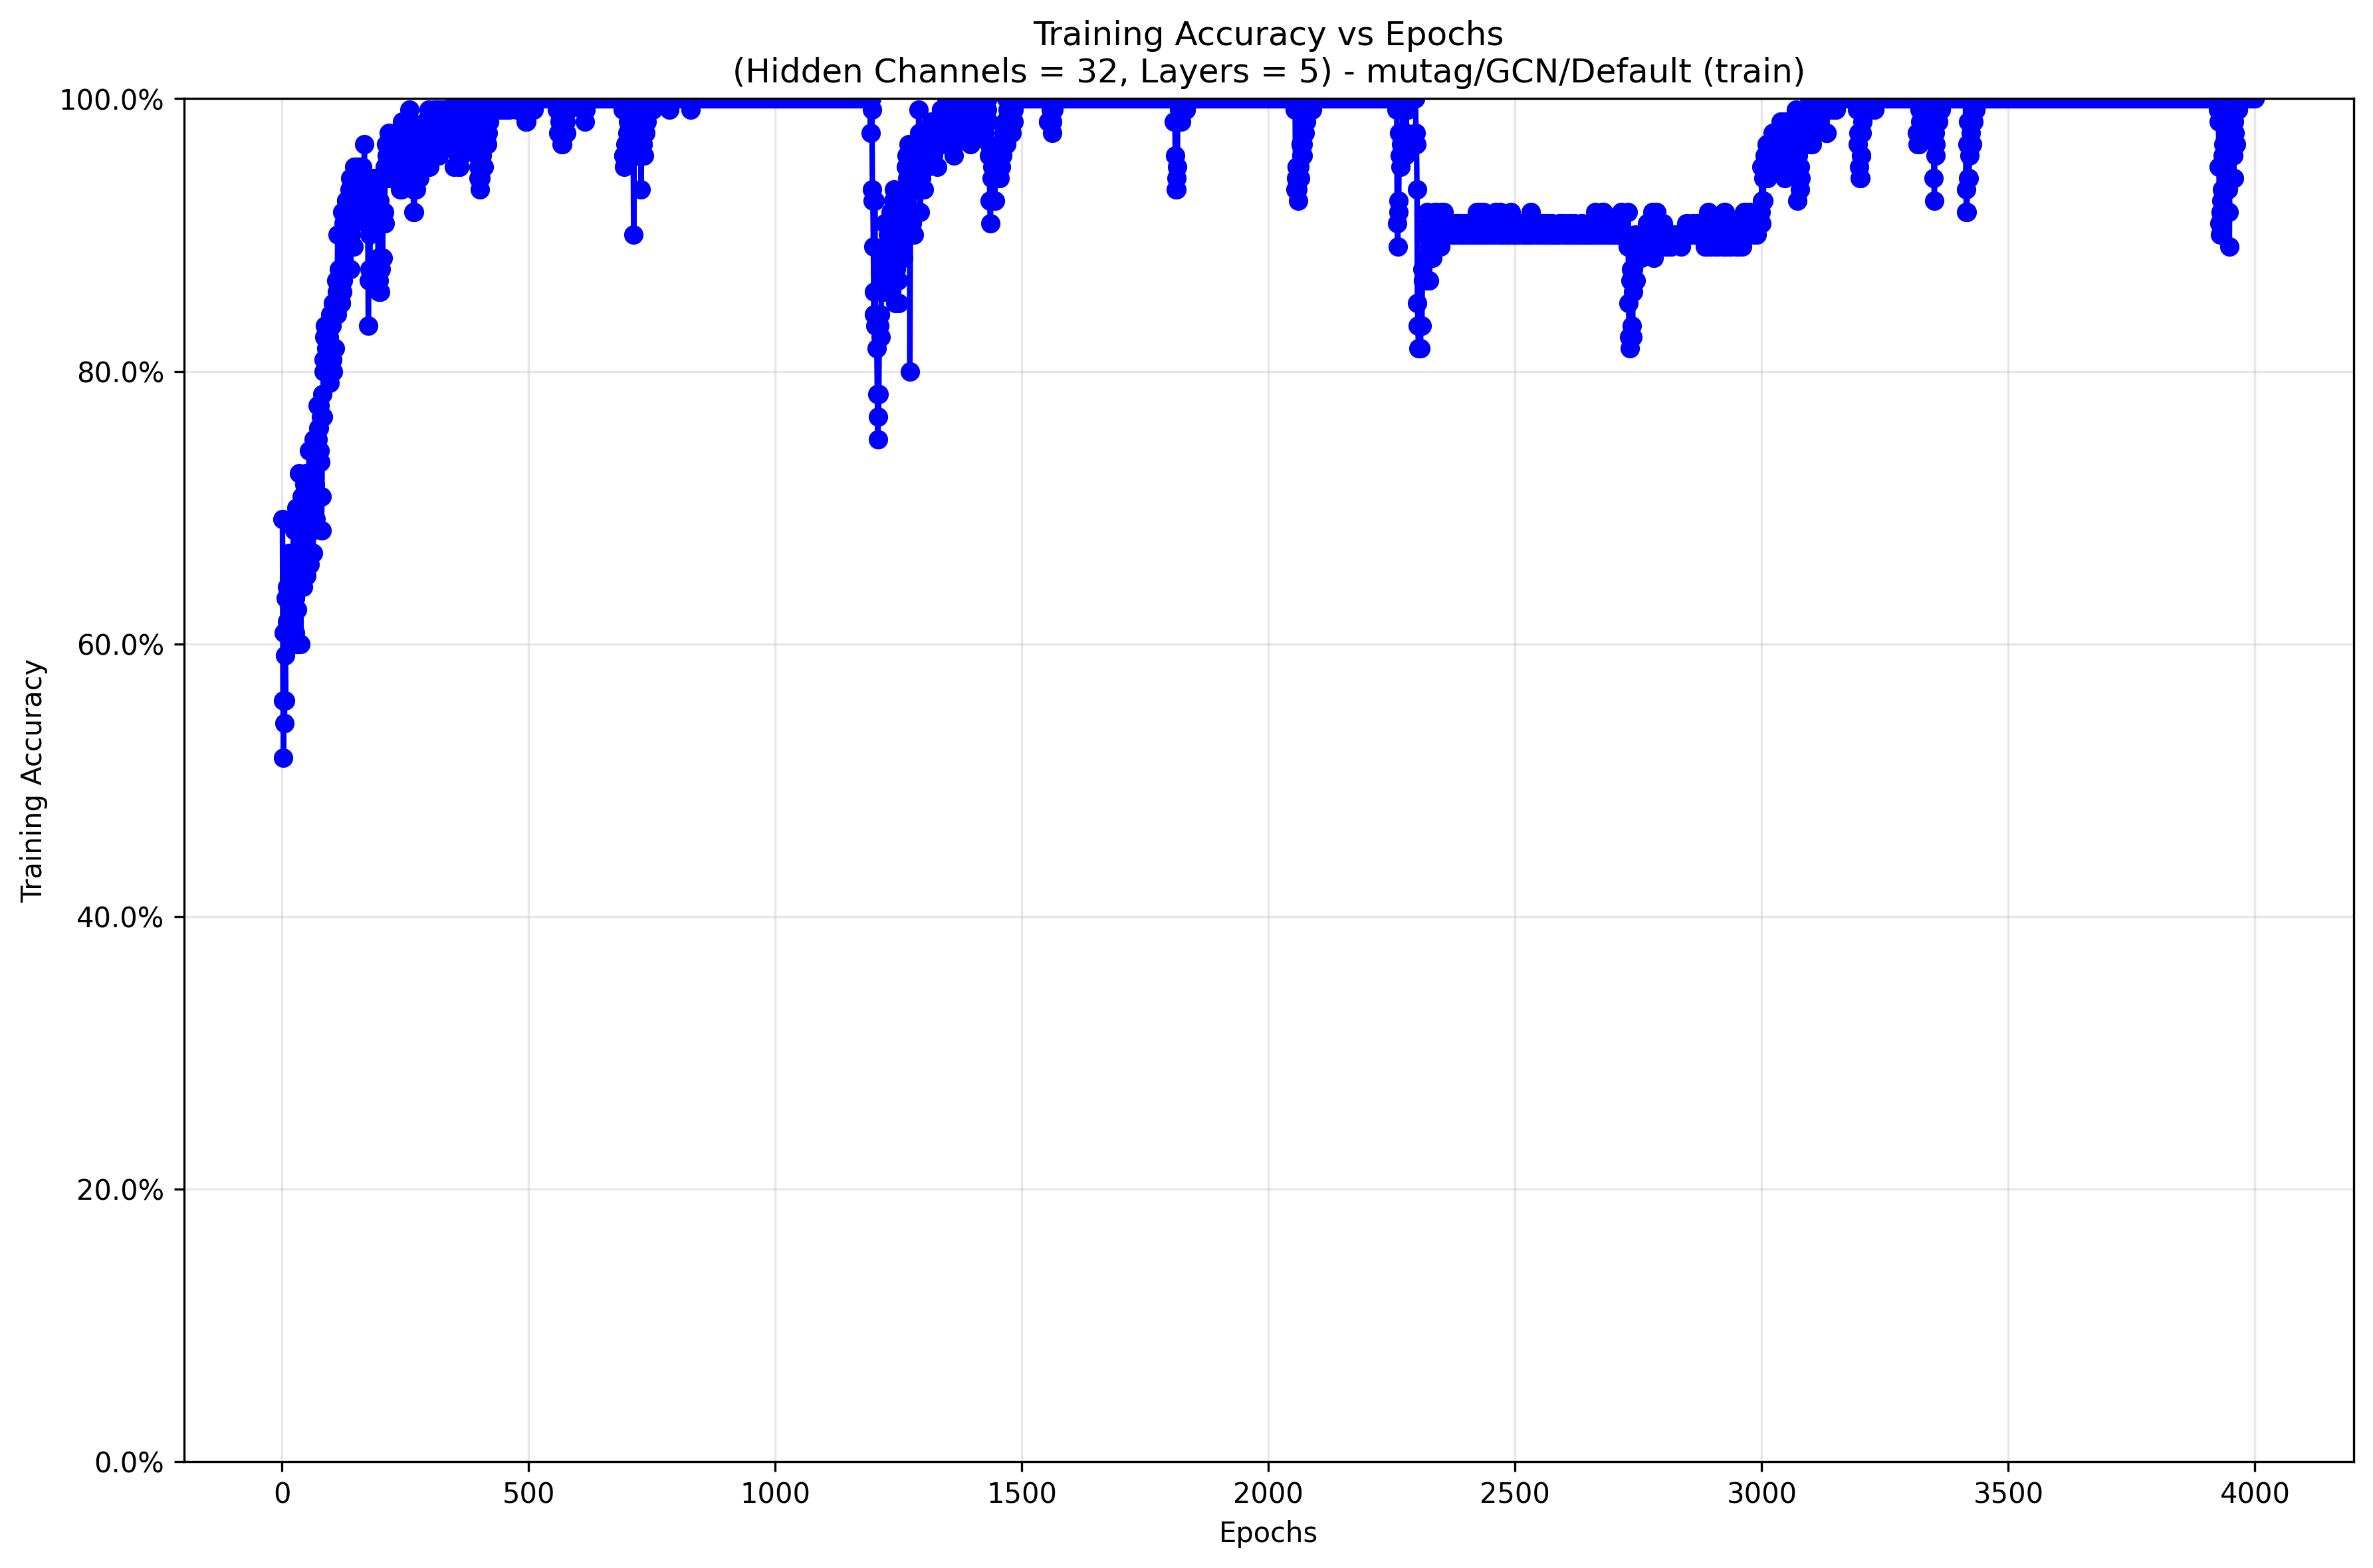 Training Accuracy vs Epochs
(Hidden Channels = 32, Layers = 5) - mutag/GCN/Default (train)
Training Accuracy
100.0%
80.0%
60.0%
40.0%
20.0%
0.0%
0 500 1000 1500 2000 2500 3000 3500 4000
Epochs